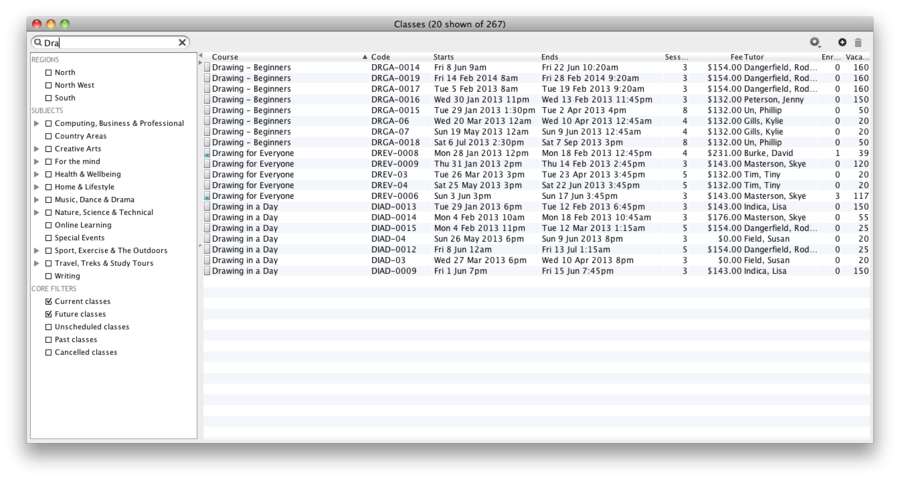 Classes (20 shown of 267)
Dra
REGIONS
North
North West
South
SUBJECTS
Computing, Business & Professional
Country Areas
Creative Arts
For the mind
Health & Wellbeing
Home & Lifestyle
Music, Dance & Drama
Nature, Science & Technical
Online Learning
Special Events
Sport, Exercise & The Outdoors
Travel, Treks & Study Tours
Writing
CORE FILTERS
Current classes
Future classes
Unscheduled classes
Past classes
Cancelled classes
Course Code Starts Ends Sess... Fee Tutor Enr... Vaca...
Drawing - Beginners DRGA-0014 Fri 8 Jun 9am Fri 22 Jun 10:20am 3 $154.00 Dangerfield, Rod... 0 160
Drawing - Beginners DRGA-0019 Fri 14 Feb 2014 8am Fri 28 Feb 2014 9:20am 3 $154.00 Dangerfield, Rod... 0 160
Drawing - Beginners DRGA-0017 Tue 5 Feb 2013 8am Tue 19 Feb 2013 9:20am 3 $154.00 Dangerfield, Rod... 0 150
Drawing - Beginners DRGA-0016 Wed 30 Jan 2013 11pm Wed 13 Feb 2013 11:45pm 3 $132.00 Peterson, Jenny 0 150
Drawing - Beginners DRGA-0015 Tue 29 Jan 2013 1:30pm Tue 2 Apr 2013 4pm 8 $132.00 Un, Phillip 0 50
Drawing - Beginners DRGA-06 Wed 20 Mar 2013 12am Wed 10 Apr 2013 12:45am 4 $132.00 Gills, Kylie 0 20
Drawing - Beginners DRGA-07 Sun 19 May 2013 12am Sun 9 Jun 2013 12:45am 4 $132.00 Gills, Kylie 0 20
Drawing - Beginners DRGA-0018 Sat 6 Jul 2013 2:30pm Sat 7 Sep 2013 3pm 8 $132.00 Un, Phillip 0 50
Drawing for Everyone DREV-0008 Mon 28 Jan 2013 12pm Mon 18 Feb 2013 12:45pm 4 $231.00 Burke, David 1 39
Drawing for Everyone DREV-0009 Thu 31 Jan 2013 2pm Thu 14 Feb 2013 2:45pm 3 $143.00 Masterson, Skye 0 120
Drawing for Everyone DREV-03 Tue 26 Mar 2013 3pm Tue 23 Apr 2013 3:45pm 5 $132.00 Tim, Tiny 0 20
Drawing for Everyone DREV-04 Sat 25 May 2013 3pm Sat 22 Jun 2013 3:45pm 5 $132.00 Tim, Tiny 0 20
Drawing for Everyone DREV-0006 Sun 3 Jun 3pm Sun 17 Jun 3:45pm 3 $143.00 Masterson, Skye 3 117
Drawing in a Day DIAD-0013 Tue 29 Jan 2013 6pm Tue 12 Feb 2013 6:45pm 3 $143.00 Indica, Lisa 0 150
Drawing in a Day DIAD-0014 Mon 4 Feb 2013 10am Mon 18 Feb 2013 10:45am 3 $176.00 Masterson, Skye 0 55
Drawing in a Day DIAD-0015 Mon 4 Feb 2013 11pm Tue 12 Mar 2013 1:15am 5 $154.00 Dangerfield, Rod... 0 25
Drawing in a Day DIAD-04 Sun 26 May 2013 6pm Sun 9 Jun 2013 8pm 3 $0.00 Field, Susan 0 20
Drawing in a Day DIAD-0012 Fri 8 Jun 12am Fri 13 Jul 1:15am 5 $154.00 Dangerfield, Rod... 0 25
Drawing in a Day DIAD-03 Wed 27 Mar 2013 6pm Wed 10 Apr 2013 8pm 3 $0.00 Field, Susan 0 20
Drawing in a Day DIAD-0009 Fri 1 Jun 7pm Fri 15 Jun 7:45pm 3 $143.00 Indica, Lisa 0 150